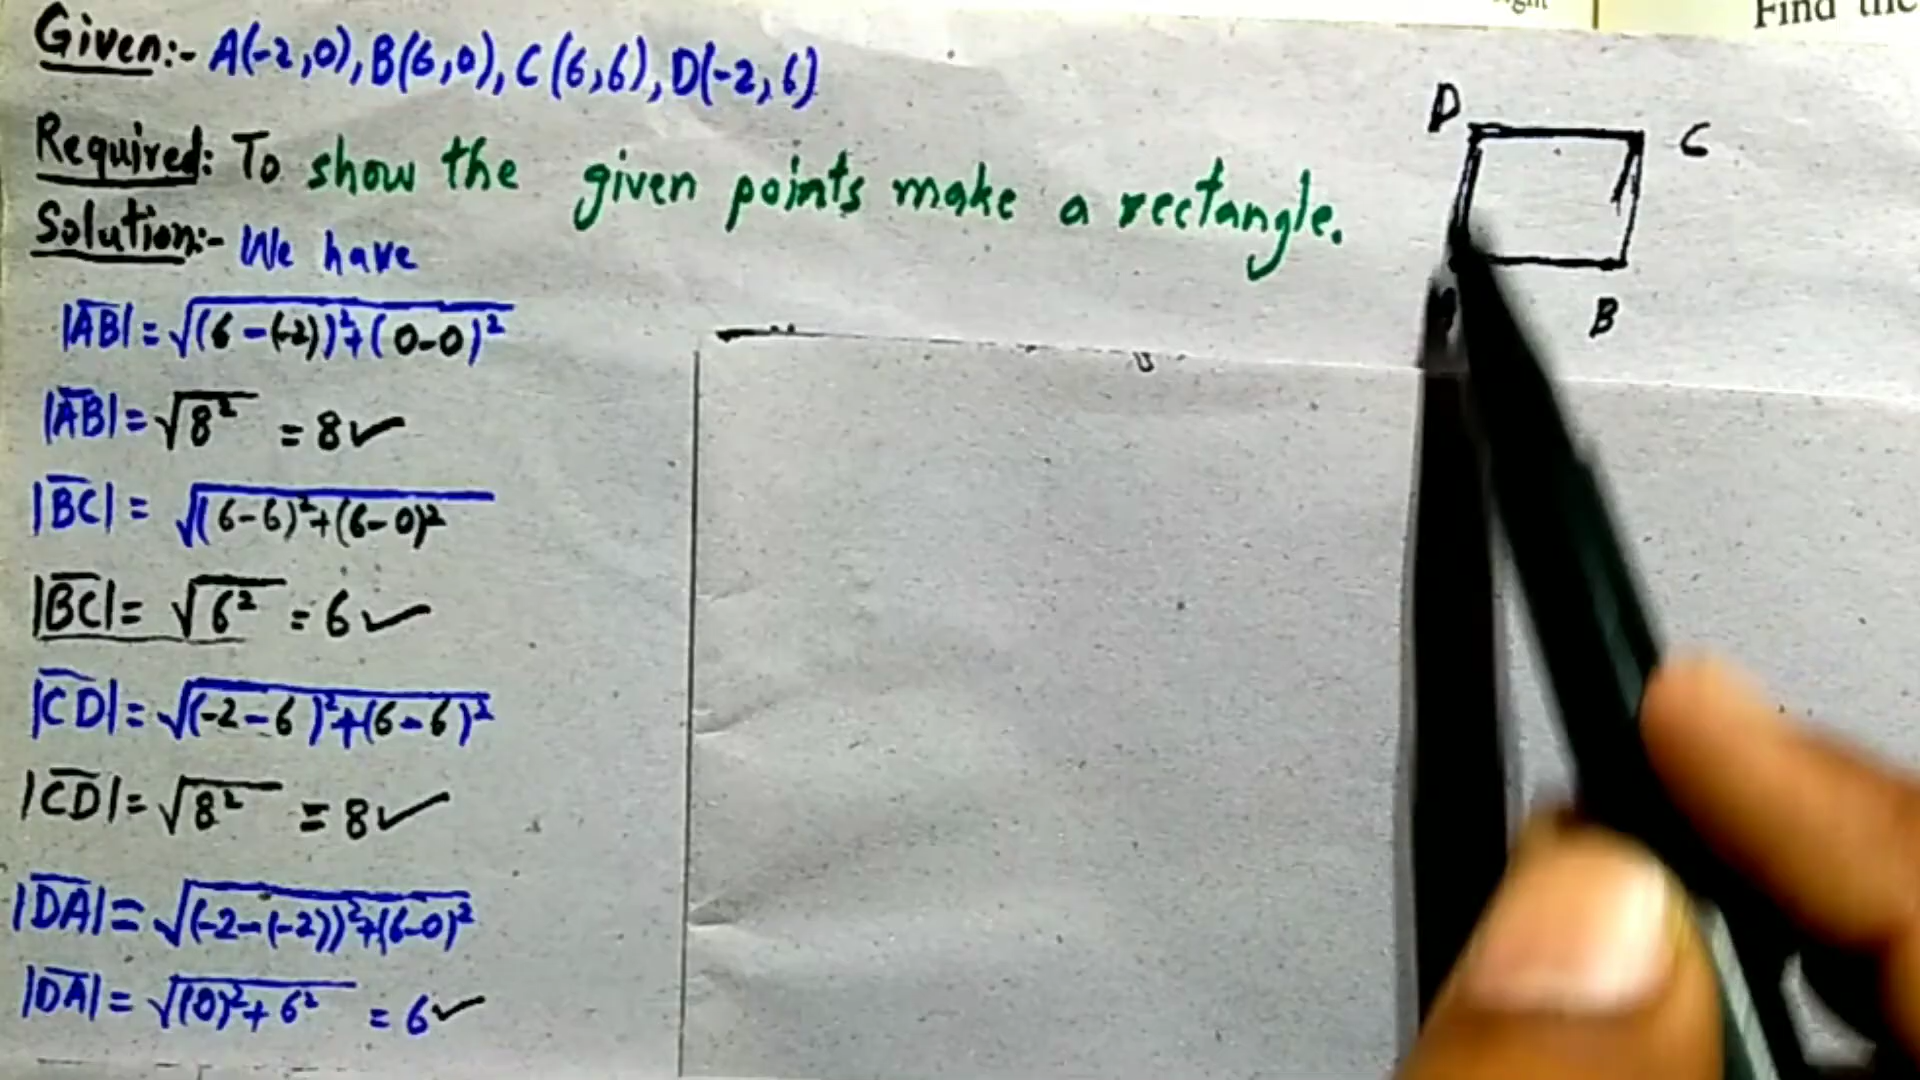 Given:- A(-2,0), B(6,0), C(6,6), D(-2,6)
Required: To show the given points make a rectangle.
Solution:- We have
|AB| = √(6-(-2))²+(0-0)²
|AB| = √8² = 8✓
|BC| = √(6-6)²+(6-0)²
|BC| = √6² = 6✓
|CD| = √(-2-6)²+(6-6)²
|CD| = √8² = 8✓
|DA| = √(-2-(-2))²+(6-0)²
|DA| = √(0)²+6² = 6✓
Find the
D
C
B